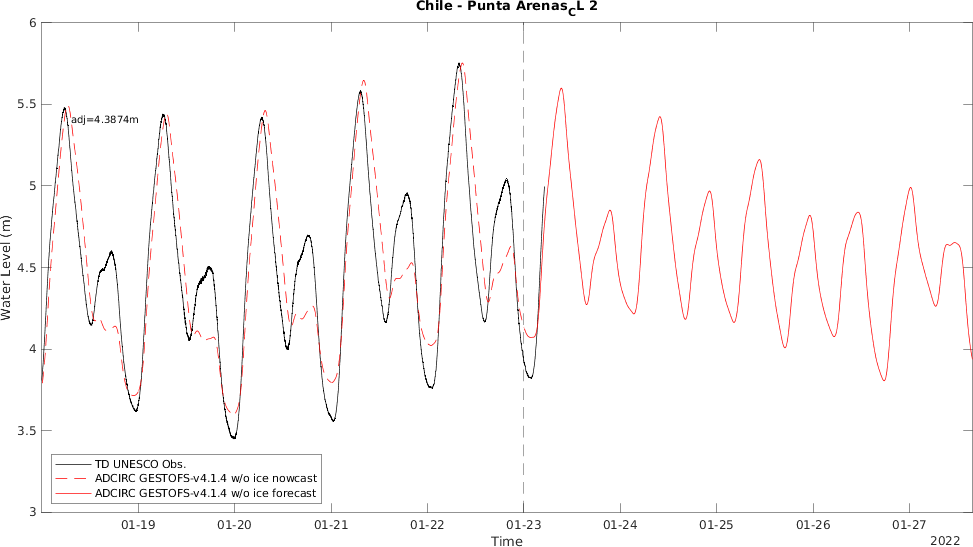 Chile - Punta Arenas_CL 2
6
5.5
5
4.5
4
3.5
3
Water Level (m)
adj=4.3874m
TD UNESCO Obs.
ADCIRC GESTOFS-v4.1.4 w/o ice nowcast
ADCIRC GESTOFS-v4.1.4 w/o ice forecast
01-19 01-20 01-21 01-22 01-23 01-24 01-25 01-26 01-27
Time
2022